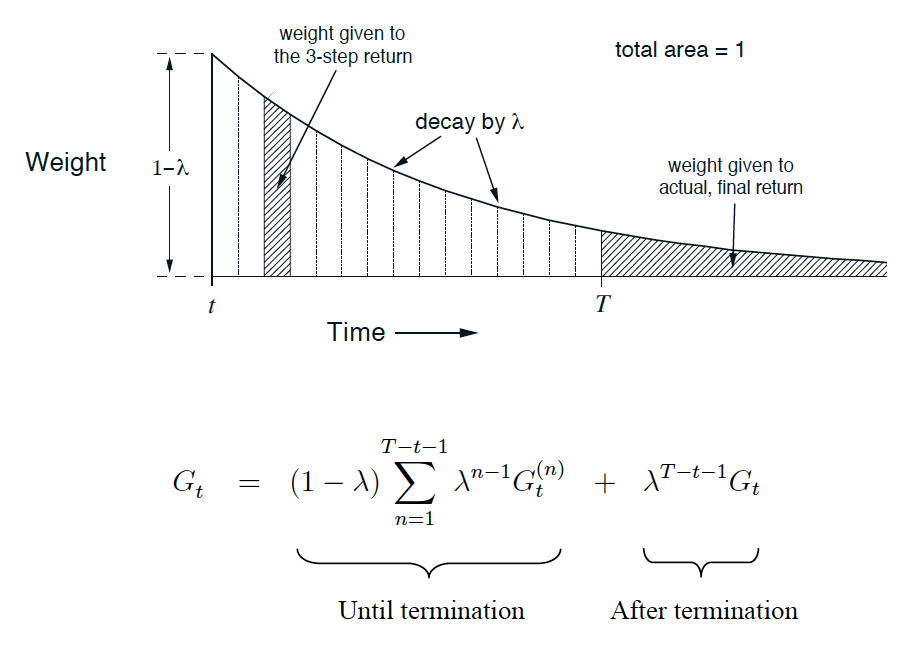 weight given to
the 3-step return
total area = 1
decay by λ
Weight
1−λ
weight given to
actual, final return
t
T
Time
G_t = (1 − λ) ∑_{n=1}^{T−t−1} λ^{n−1} G_t^{(n)} + λ^{T−t−1} G_t
Until termination
After termination